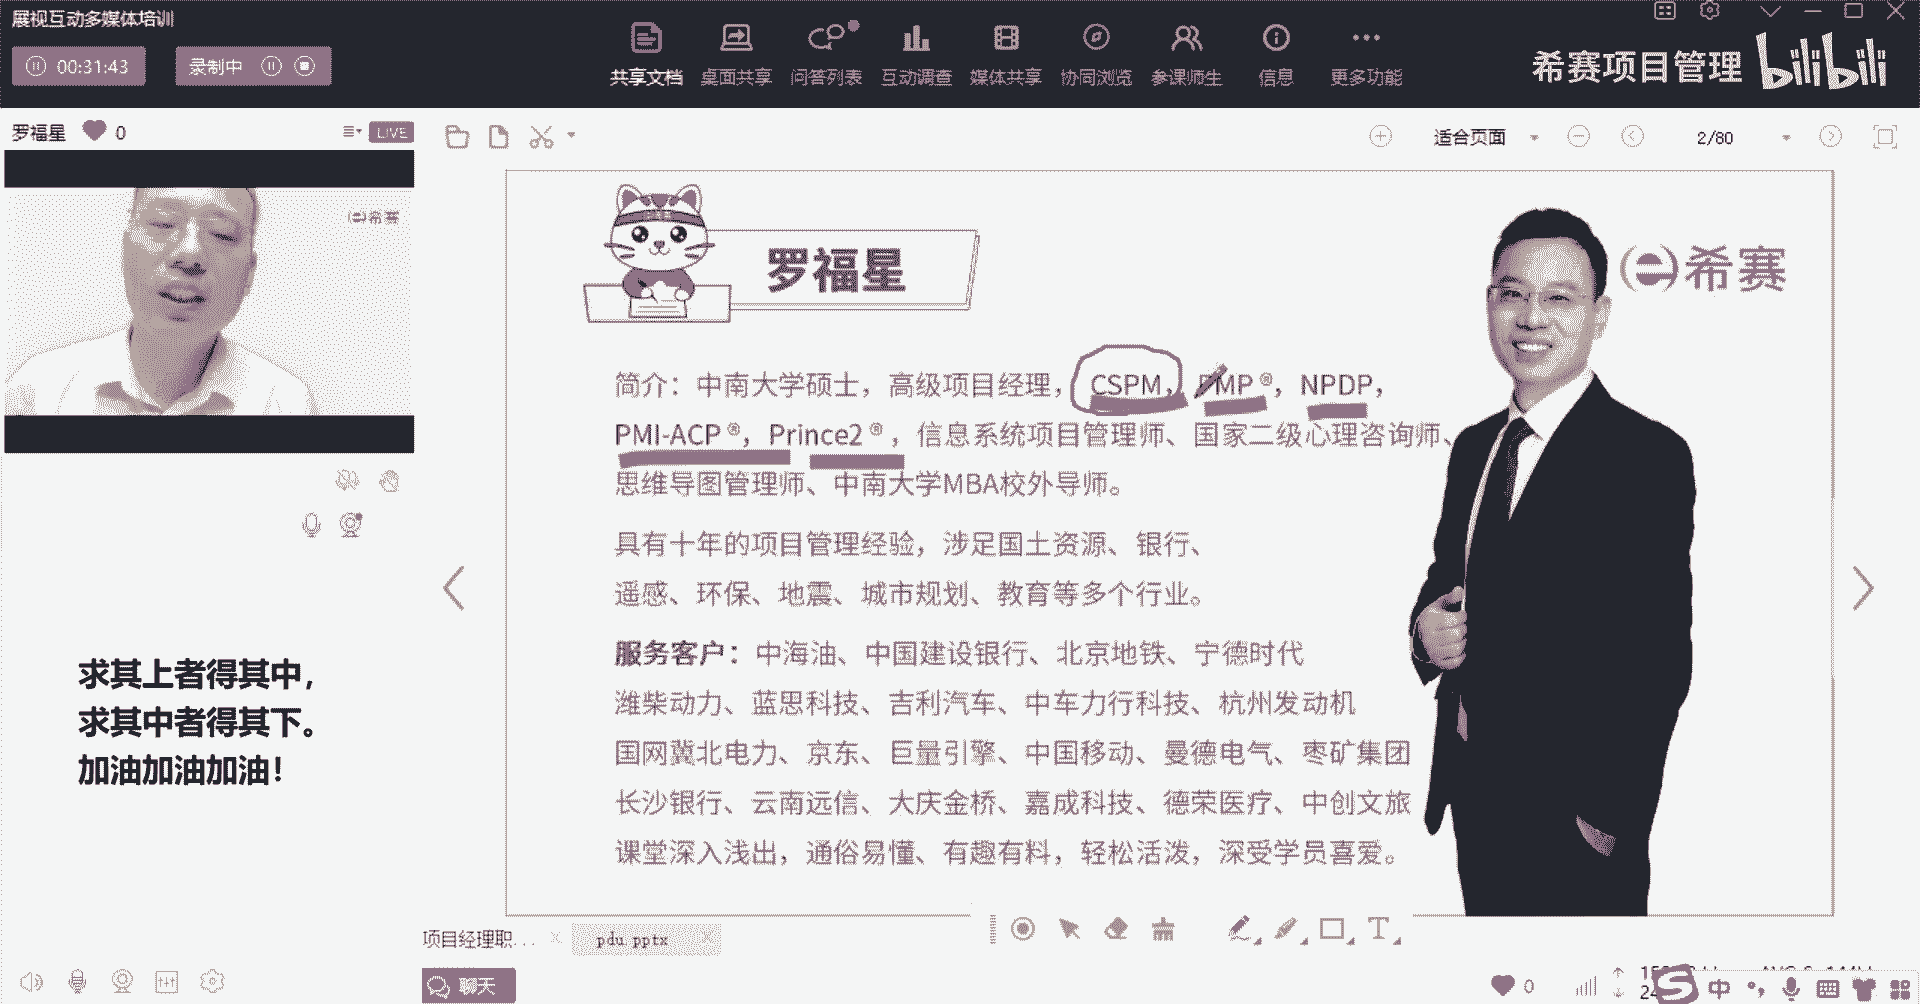 展视互动多媒体培训
00:31:43
录制中
共享文档
桌面共享
问答列表
互动调查
媒体共享
协同浏览
参课师生
信息
更多功能
希赛项目管理 bilibili
罗福星 0
LIVE
适合页面
2/80
希赛
罗福星
希赛
简介：中南大学硕士，高级项目经理，CSPM，PMP®，NPDP，
PMI-ACP®，Prince2®，信息系统项目管理师、国家二级心理咨询师、
思维导图管理师、中南大学MBA校外导师。
具有十年的项目管理经验，涉足国土资源、银行、
遥感、环保、地震、城市规划、教育等多个行业。
服务客户：中海油、中国建设银行、北京地铁、宁德时代
潍柴动力、蓝思科技、吉利汽车、中车力行科技、杭州发动机
国网冀北电力、京东、巨量引擎、中国移动、曼德电气、枣矿集团
长沙银行、云南远信、大庆金桥、嘉成科技、德荣医疗、中创文旅
课堂深入浅出，通俗易懂、有趣有料，轻松活泼，深受学员喜爱。
求其上者得其中，
求其中者得其下。
加油加油加油！
项目经理职...
pdu.pptx
T
聊天
0
中